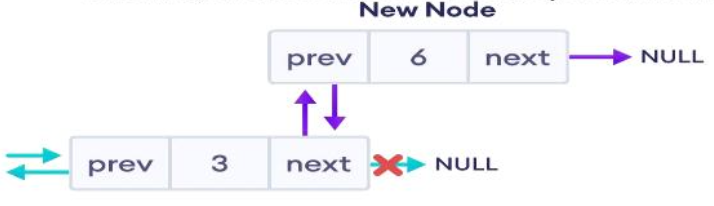 New Node
prev 6 next NULL
prev 3 next NULL